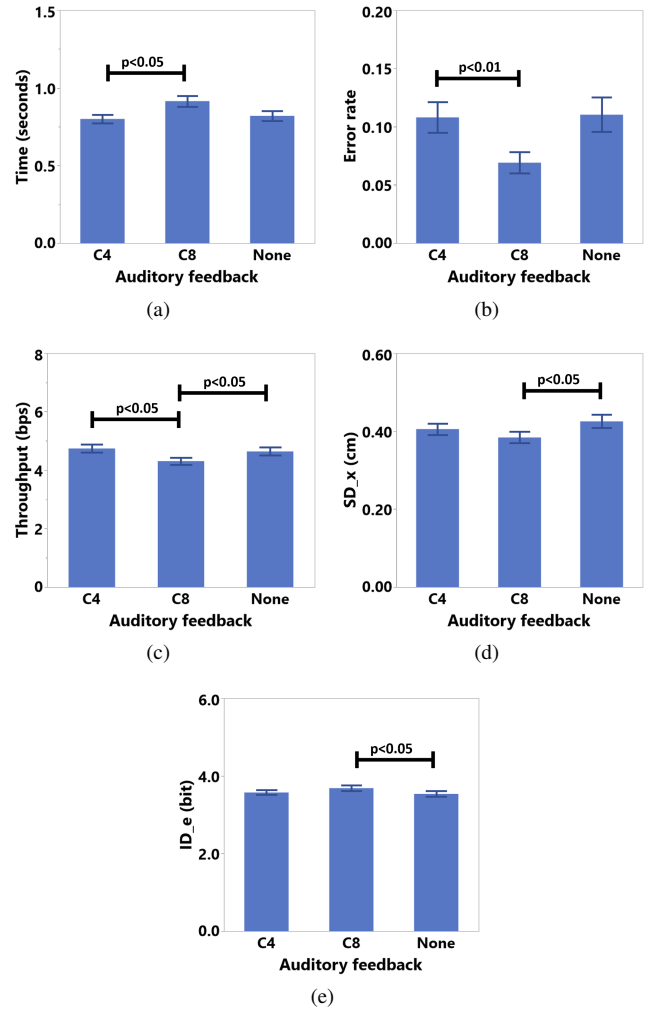 1.5
1.0
0.5
0.0
Time (seconds)
p<0.05
C4 C8 None
Auditory feedback
(a)
0.20
0.15
0.10
0.05
0.00
Error rate
p<0.01
C4 C8 None
Auditory feedback
(b)
8
6
4
2
0
Throughput (bps)
p<0.05
p<0.05
C4 C8 None
Auditory feedback
(c)
0.60
0.40
0.20
0.00
SD_x (cm)
p<0.05
C4 C8 None
Auditory feedback
(d)
6.0
4.0
2.0
0.0
ID_e (bit)
p<0.05
C4 C8 None
Auditory feedback
(e)